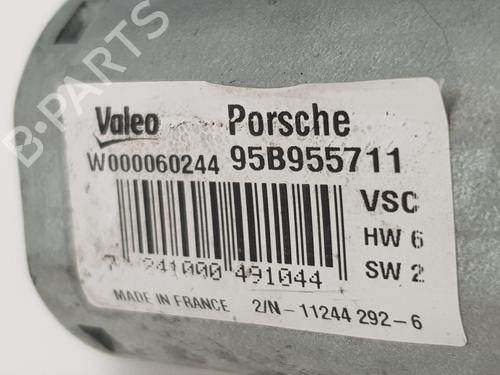 B-PARTS
Valeo Porsche
W000060244 95B955711
VSC
HW 6
241000 491044
SW 2
MADE IN FRANCE 2/N-11244 292-6